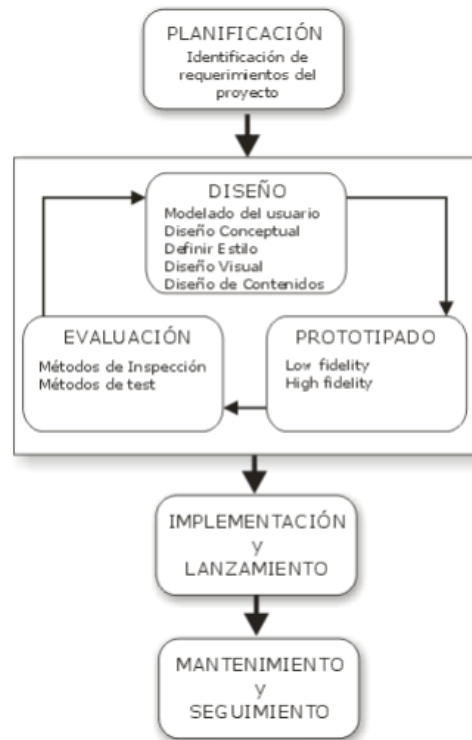 PLANIFICACIÓN
Identificación de
requerimientos del
proyecto
DISEÑO
Modelado del usuario
Diseño Conceptual
Definir Estilo
Diseño Visual
Diseño de Contenidos
EVALUACIÓN
Métodos de Inspección
Métodos de test
PROTOTIPADO
Low fidelity
High fidelity
IMPLEMENTACIÓN
y
LANZAMIENTO
MANTENIMIENTO
y
SEGUIMIENTO